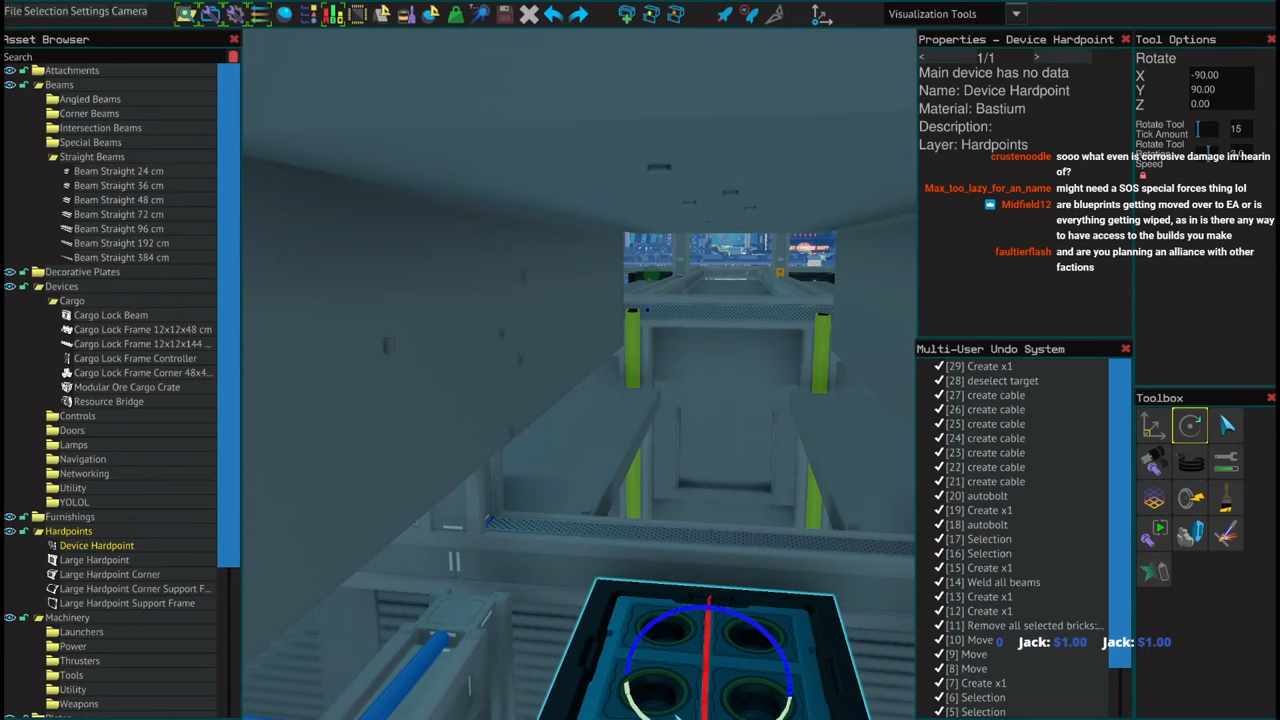 File Selection Settings Camera
Visualization Tools
Asset Browser
Search
Attachments
Beams
Angled Beams
Corner Beams
Intersection Beams
Special Beams
Straight Beams
Beam Straight 24 cm
Beam Straight 36 cm
Beam Straight 48 cm
Beam Straight 72 cm
Beam Straight 96 cm
Beam Straight 192 cm
Beam Straight 384 cm
Decorative Plates
Devices
Cargo
Cargo Lock Beam
Cargo Lock Frame 12x12x48 cm
Cargo Lock Frame 12x12x144 ...
Cargo Lock Frame Controller
Cargo Lock Frame Corner 48x4...
Modular Ore Cargo Crate
Resource Bridge
Controls
Doors
Lamps
Navigation
Networking
Utility
YOLOL
Furnishings
Hardpoints
Device Hardpoint
Large Hardpoint
Large Hardpoint Corner
Large Hardpoint Corner Support F...
Large Hardpoint Support Frame
Machinery
Launchers
Power
Thrusters
Tools
Utility
Weapons
Properties - Device Hardpoint
< 1/1 >
Main device has no data
Name: Device Hardpoint
Material: Bastium
Description:
Layer: Hardpoints
Tool Options
Rotate
X -90.00
Y 90.00
Z 0.00
Rotate Tool
Tick Amount 15
Rotate Tool
Speed
crustenoodle sooo what even is corrosive damage im hearin
of?
Max_too_lazy_for_an_name might need a SOS special forces thing lol
Midfield12 are blueprints getting moved over to EA or is
everything getting wiped, as in is there any way
to have access to the builds you make
faultierflash and are you planning an alliance with other
factions
Multi-User Undo System
[29] Create x1
[28] deselect target
[27] create cable
[26] create cable
[25] create cable
[24] create cable
[23] create cable
[22] create cable
[21] create cable
[20] autobolt
[19] Create x1
[18] autobolt
[17] Selection
[16] Selection
[15] Create x1
[14] Weld all beams
[13] Create x1
[12] Create x1
[11] Remove all selected bricks:...
[10] Move
[9] Move
[8] Move
[7] Create x1
[6] Selection
[5] Selection
0 Jack: $1.00 Jack: $1.00
Toolbox